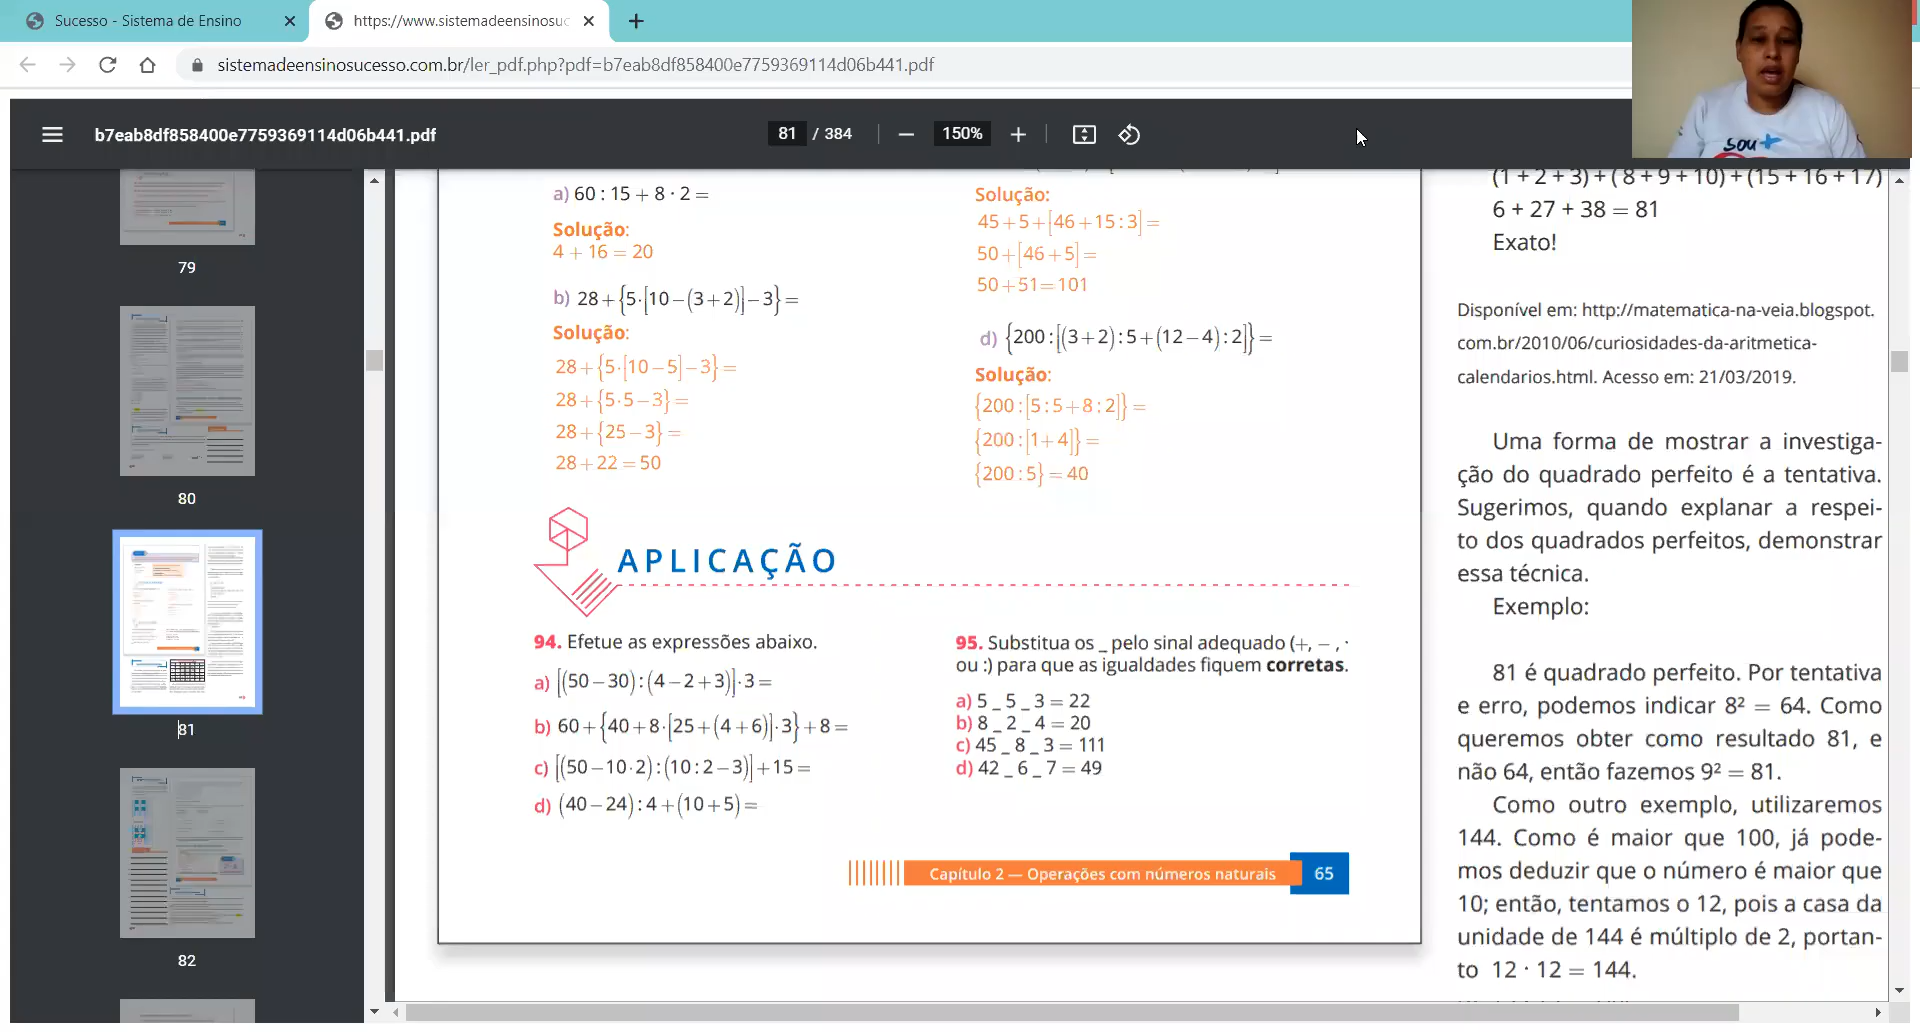 Sucesso - Sistema de Ensino
https://www.sistemadeensinosuc
sistemadeensinosucesso.com.br/ler_pdf.php?pdf=b7eab8df858400e7759369114d06b441.pdf
b7eab8df858400e7759369114d06b441.pdf
81 / 384
150%
79
80
81
82
a) 60 : 15 + 8 · 2 =
Solução:
4 + 16 = 20
b) 28+{5·[10−(3+2)]−3}=
Solução:
28+{5·[10−5]−3}=
28+{5·5−3}=
28+{25−3}=
28+22=50
Solução:
45+5+[46+15:3]=
50+[46+5]=
50+51=101
d) {200:[(3+2):5+(12−4):2]}=
Solução:
{200:[5:5+8:2]}=
{200:[1+4]}=
{200:5}=40
APLICAÇÃO
94. Efetue as expressões abaixo.
a) [(50−30):(4−2+3)]·3=
b) 60+{40+8·[25+(4+6)]·3}+8=
c) [(50−10·2):(10:2−3)]+15=
d) (40−24):4+(10+5)=
95. Substitua os _ pelo sinal adequado (+, − , ·
ou :) para que as igualdades fiquem corretas.
a) 5 _ 5 _ 3 = 22
b) 8 _ 2 _ 4 = 20
c) 45 _ 8 _ 3 = 111
d) 42 _ 6 _ 7 = 49
Capítulo 2 — Operações com números naturais 65
(1+2+3)+(8+9+10)+(15+16+17)
6 + 27 + 38 = 81
Exato!
Disponível em: http://matematica-na-veia.blogspot.
com.br/2010/06/curiosidades-da-aritmetica-
calendarios.html. Acesso em: 21/03/2019.
Uma forma de mostrar a investiga-
ção do quadrado perfeito é a tentativa.
Sugerimos, quando explanar a respei-
to dos quadrados perfeitos, demonstrar
essa técnica.
Exemplo:
81 é quadrado perfeito. Por tentativa
e erro, podemos indicar 8² = 64. Como
queremos obter como resultado 81, e
não 64, então fazemos 9² = 81.
Como outro exemplo, utilizaremos
144. Como é maior que 100, já pode-
mos deduzir que o número é maior que
10; então, tentamos o 12, pois a casa da
unidade de 144 é múltiplo de 2, portan-
to 12 · 12 = 144.
sou+